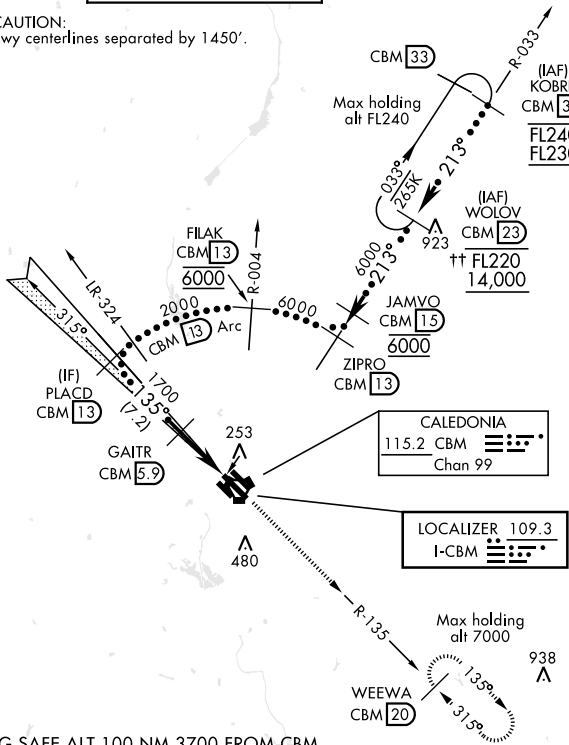 CAUTION:
wy centerlines separated by 1450'.
CBM 33
R-033
(IAF)
KOBR
CBM 3
FL240
FL230
Max holding
alt FL240
033°
265K
213°
(IAF)
WOLOV
CBM 23
†† FL220
14,000
923
6000
213°
FILAK
CBM 13
6000
R-004
JAMVO
CBM 15
6000
LR-324
2000
6000
CBM 13 Arc
ZIPRO
CBM 13
315°
(IF)
PLACD
CBM 13
1700
135°
(7.2)
GAITR
CBM 5.9
253
CALEDONIA
115.2 CBM
Chan 99
LOCALIZER 109.3
I-CBM
480
R-135
Max holding
alt 7000
938
135°
315°
WEEWA
CBM 20
G SAFE ALT 100 NM 3700 FROM CBM